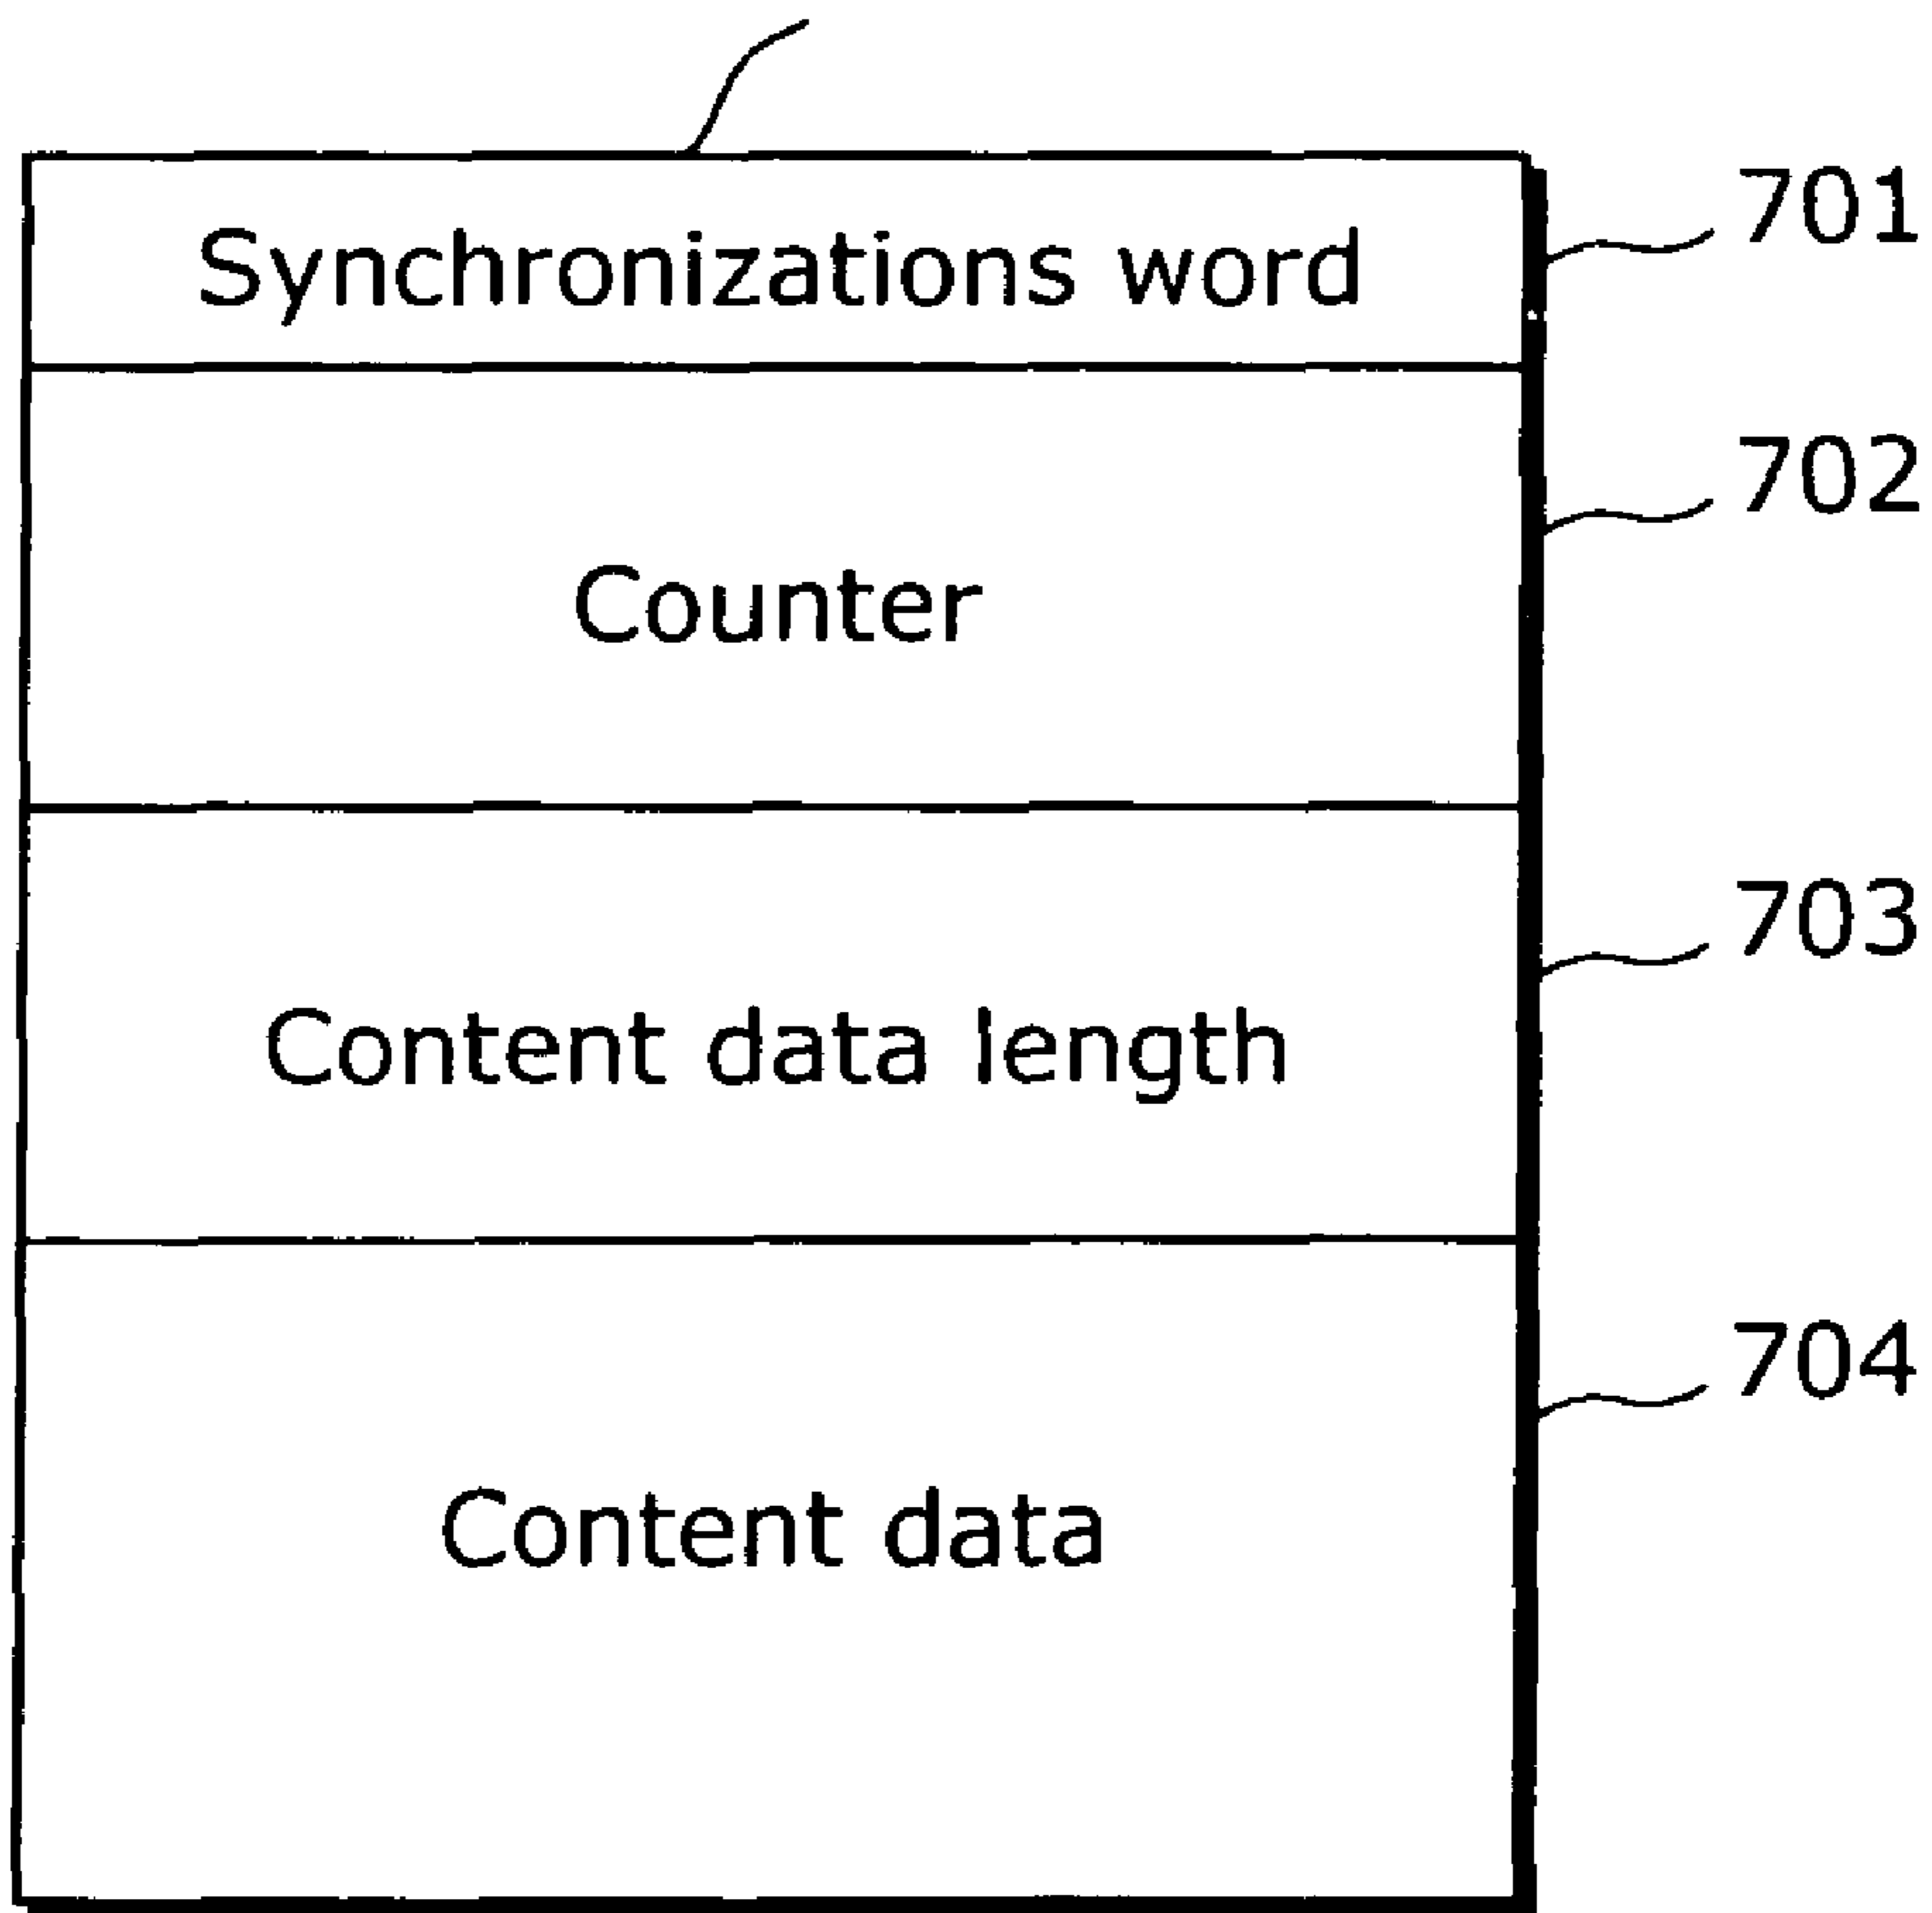 701
Synchronizations word
702
Counter
703
Content data length
704
Content data